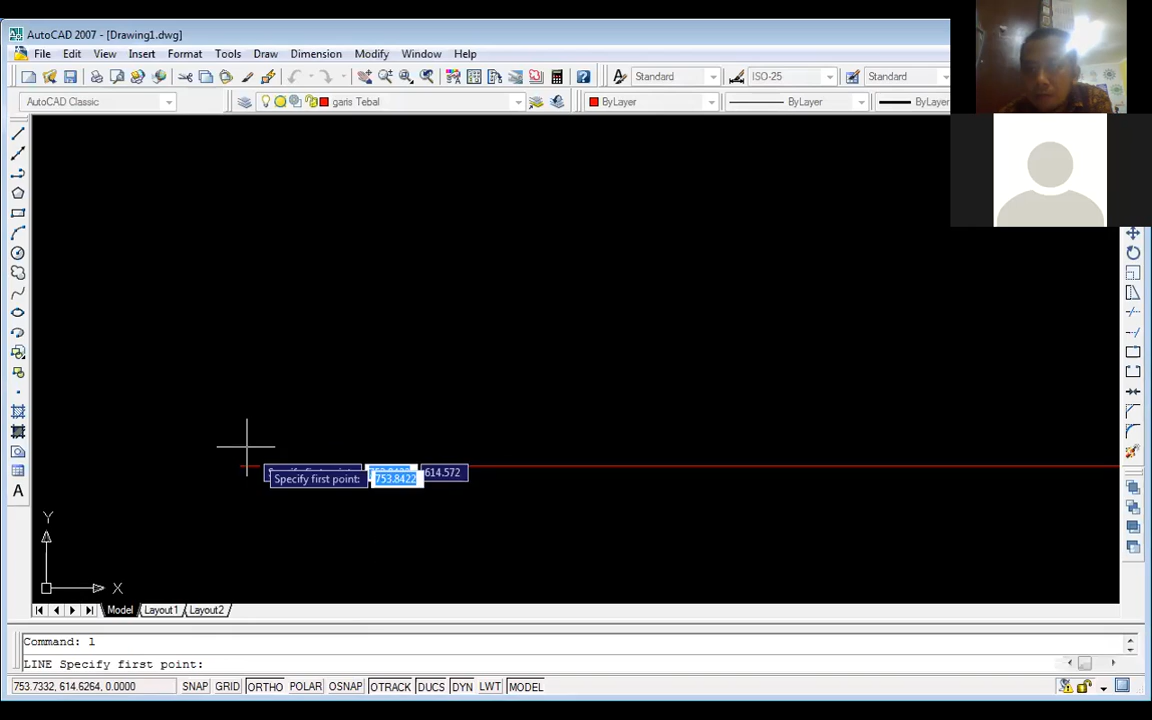 AutoCAD 2007 - [Drawing1.dwg]
File Edit View Insert Format Tools Draw Dimension Modify Window Help
Standard ISO-25 Standard
AutoCAD Classic garis Tebal ByLayer ByLayer ByLayer
A
614.572
Specify first point: 753.8422
Y
X
Model Layout1 Layout2
Command: l
LINE Specify first point:
753.7332, 614.6264, 0.0000 SNAP GRID ORTHO POLAR OSNAP OTRACK DUCS DYN LWT MODEL